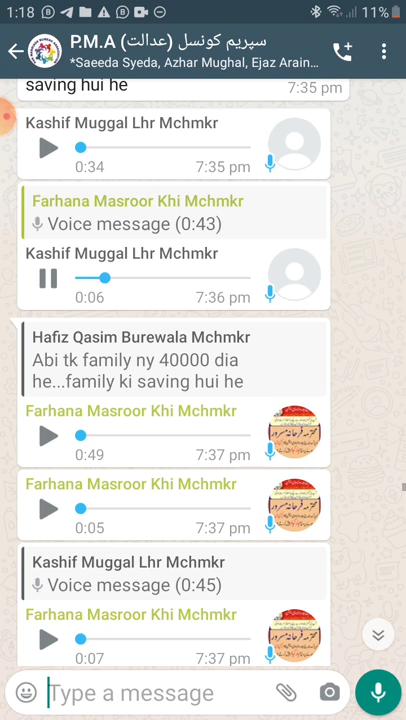 1:18
11%
P.M.A سپریم کونسل (عدالت)
*Saeeda Syeda, Azhar Mughal, Ejaz Arain…
saving hui he
7:35 pm
Kashif Muggal Lhr Mchmkr
0:34
7:35 pm
Farhana Masroor Khi Mchmkr
Voice message (0:43)
Kashif Muggal Lhr Mchmkr
0:06
7:36 pm
Hafiz Qasim Burewala Mchmkr
Abi tk family ny 40000 dia
he...family ki saving hui he
Farhana Masroor Khi Mchmkr
0:49
7:37 pm
Farhana Masroor Khi Mchmkr
0:05
7:37 pm
Kashif Muggal Lhr Mchmkr
Voice message (0:45)
Farhana Masroor Khi Mchmkr
0:07
7:37 pm
Type a message